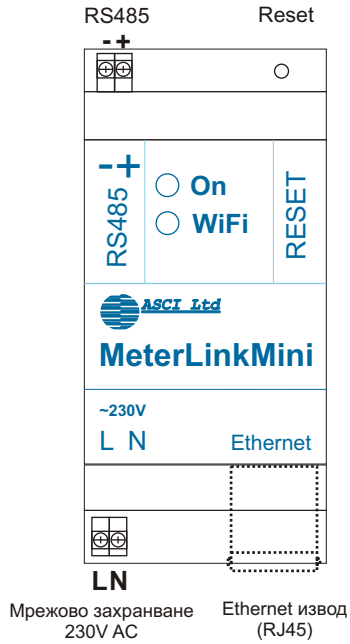 RS485 Reset
- +
- +
RS485
On
WiFi
RESET
ASCI Ltd
MeterLinkMini
~230V
L N Ethernet
LN
Мрежово захранване
230V AC
Ethernet извод
(RJ45)